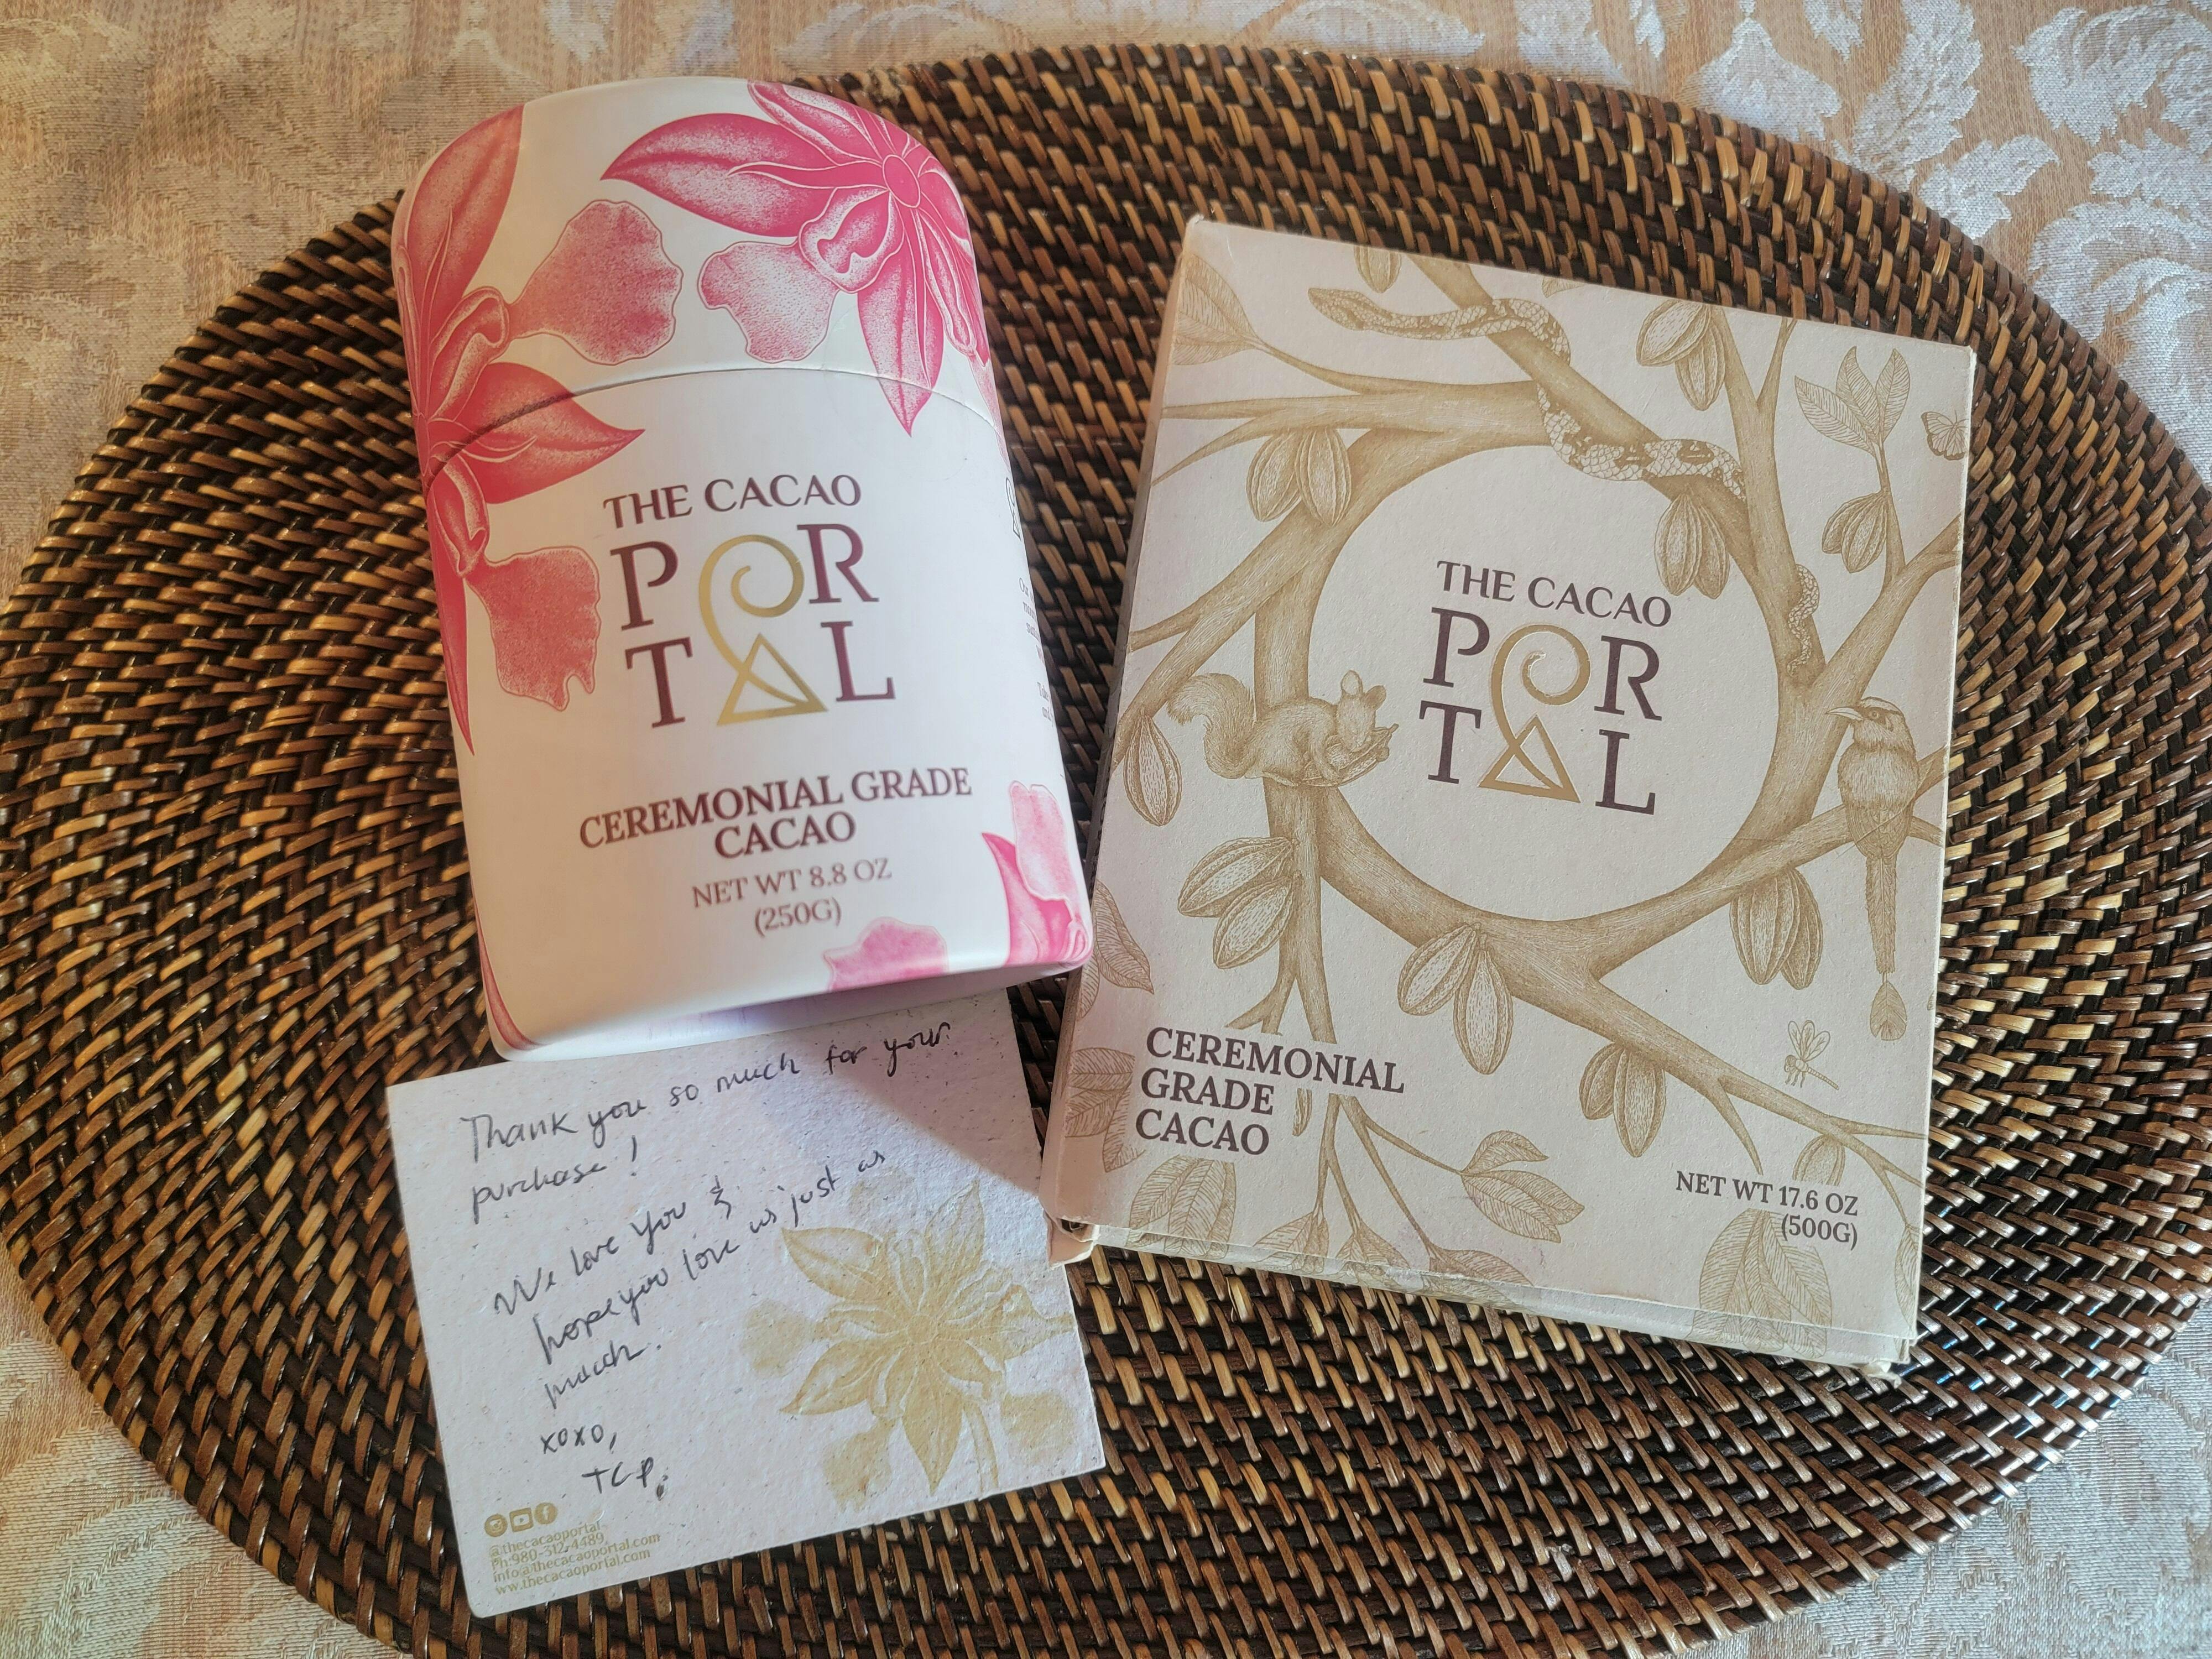 THE CACAO
PORTAL
CEREMONIAL GRADE
CACAO
NET WT 8.8 OZ
(250G)
THE CACAO
PORTAL
CEREMONIAL
GRADE
CACAO
NET WT 17.6 OZ
(500G)
Thank you so much for your
purchase!
We love you &
hope you love us just as
much.
xoxo,
TCP.
@thecacaoportal
Ph:980-312-4489
info@thecacaoportal.com
www.thecacaoportal.com